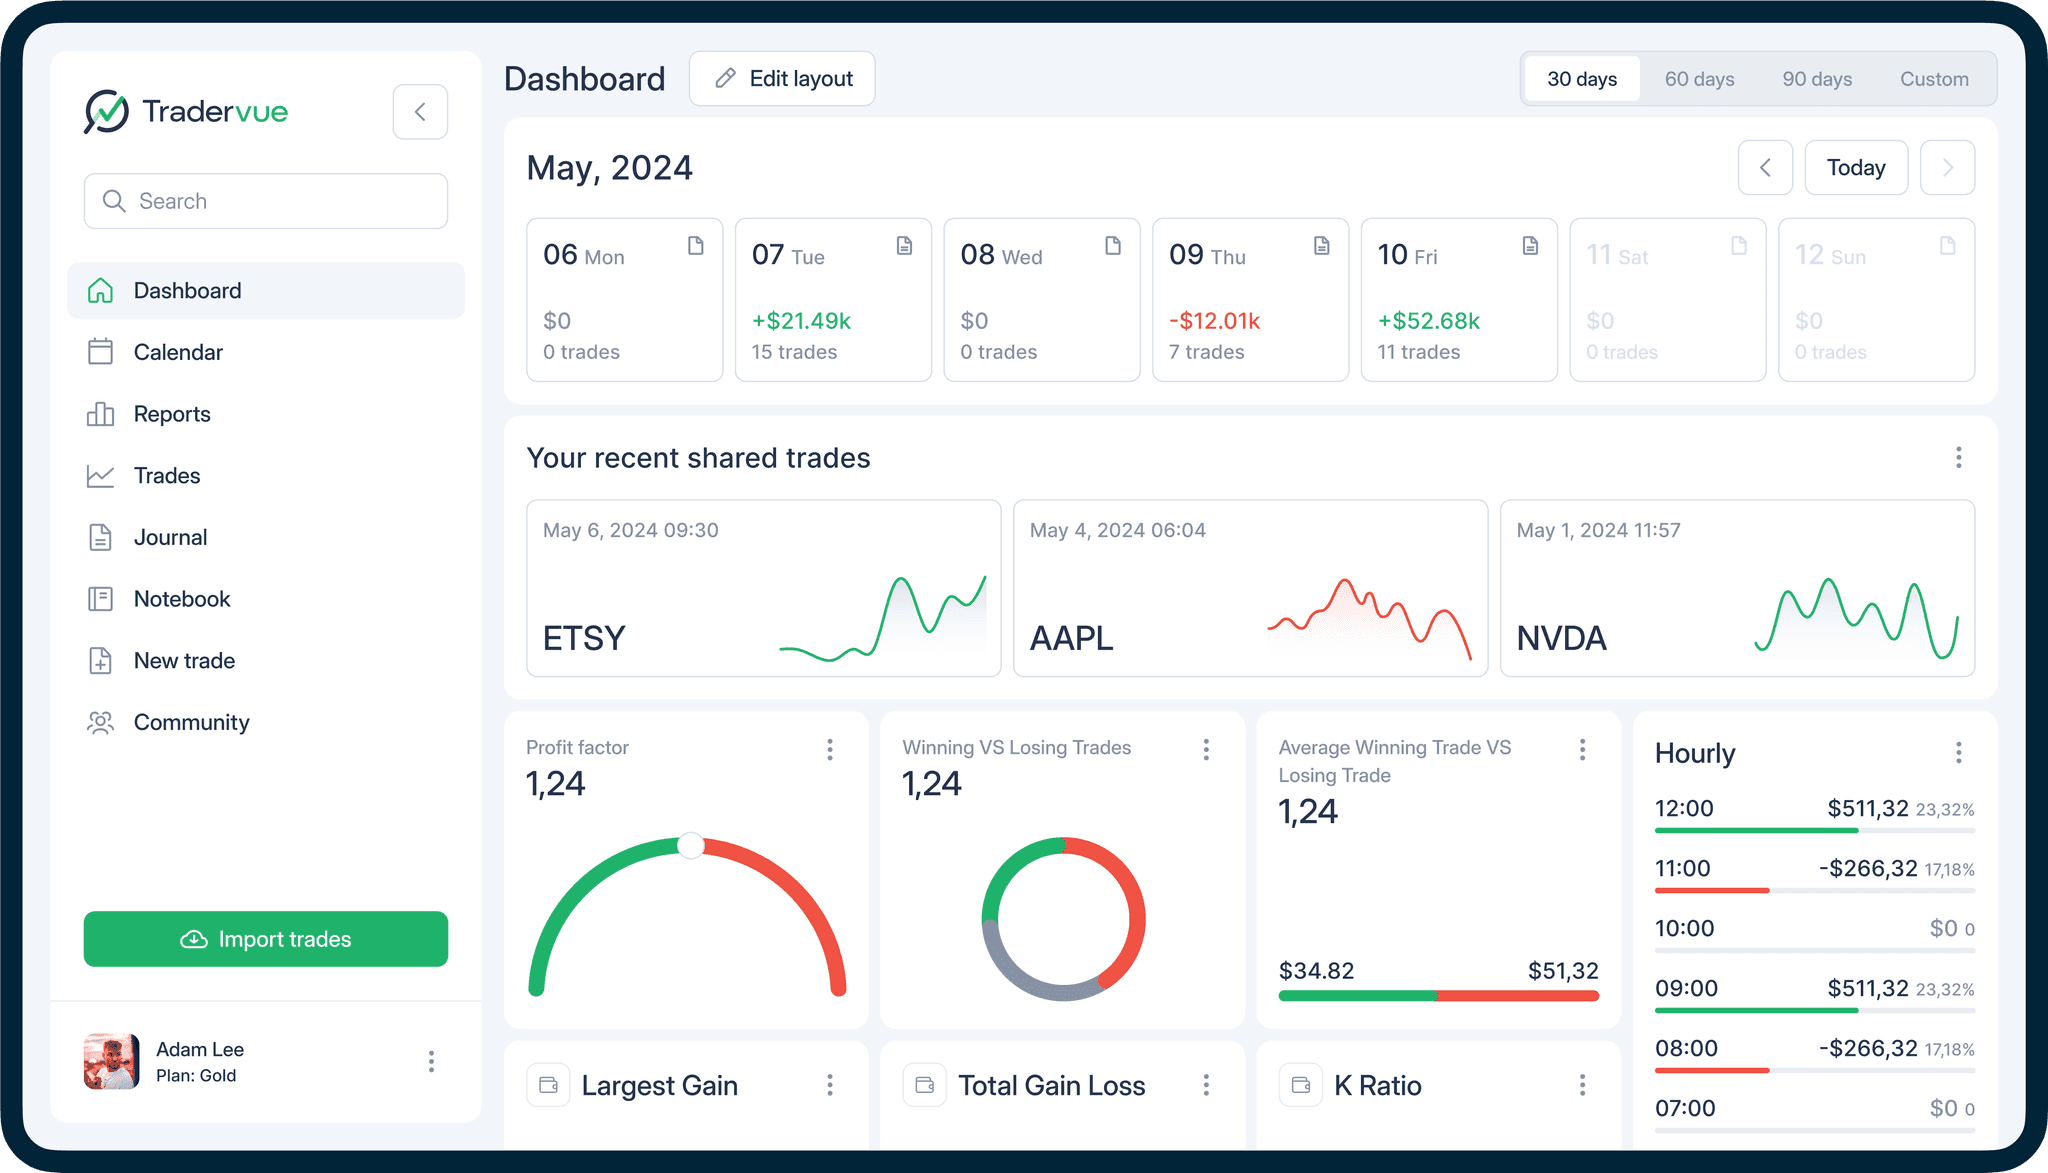 Tradervue
Search
Dashboard
Calendar
Reports
Trades
Journal
Notebook
New trade
Community
Import trades
Adam Lee
Plan: Gold
Dashboard
Edit layout
30 days
60 days
90 days
Custom
May, 2024
Today
06 Mon
$0
0 trades
07 Tue
+$21.49k
15 trades
08 Wed
$0
0 trades
09 Thu
-$12.01k
7 trades
10 Fri
+$52.68k
11 trades
11 Sat
$0
0 trades
12 Sun
$0
0 trades
Your recent shared trades
May 6, 2024 09:30
ETSY
May 4, 2024 06:04
AAPL
May 1, 2024 11:57
NVDA
Profit factor
1,24
Winning VS Losing Trades
1,24
Average Winning Trade VS
Losing Trade
1,24
$34.82
$51,32
Hourly
12:00 $511,32 23,32%
11:00 -$266,32 17,18%
10:00 $0 0
09:00 $511,32 23,32%
08:00 -$266,32 17,18%
07:00 $0 0
Largest Gain
Total Gain Loss
K Ratio